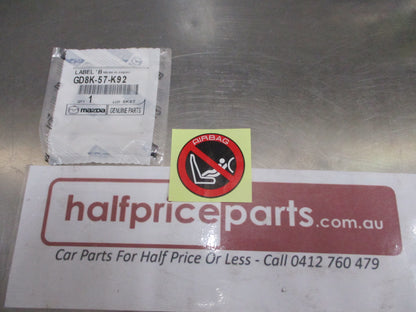 LABEL 'B'
GD8K-57-K92
QTY 1
mazda GENUINE PARTS
AIRBAG
halfpriceparts.com.au
Car Parts For Half Price Or Less - Call 0412 760 479